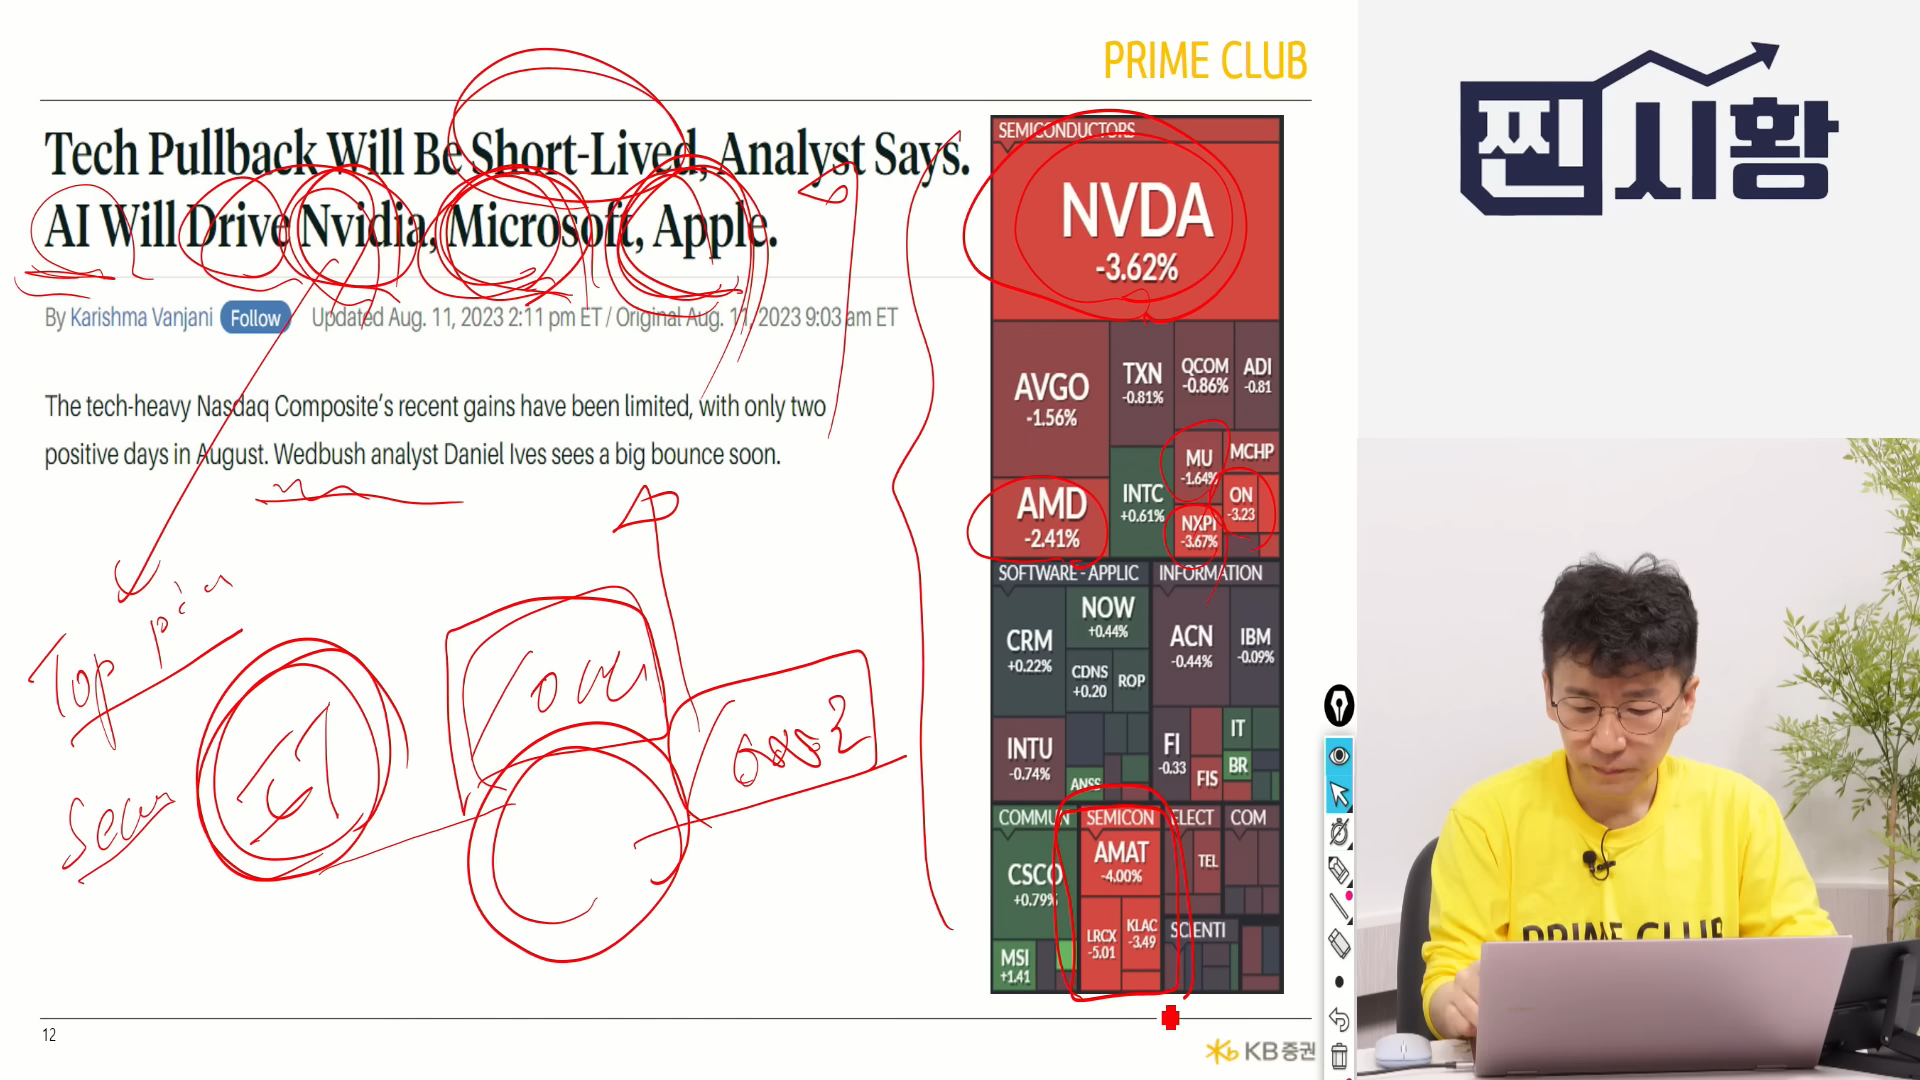 PRIME CLUB
Tech Pullback Will Be Short-Lived, Analyst Says.
AI Will Drive Nvidia, Microsoft, Apple.
By Karishma Vanjani Follow Updated Aug. 11, 2023 2:11 pm ET / Original Aug. 11, 2023 9:03 am ET
The tech-heavy Nasdaq Composite's recent gains have been limited, with only two
positive days in August. Wedbush analyst Daniel Ives sees a big bounce soon.
Top
SEMICONDUCTORS
NVDA
-3.62%
AVGO
-1.56%
TXN
-0.81%
QCOM
-0.86%
ADI
-0.81
AMD
-2.41%
INTC
+0.61%
MU
-1.64%
MCHP
NXPI
-3.67%
ON
-3.23
SOFTWARE - APPLIC
INFORMATION
CRM
+0.22%
NOW
+0.44%
CDNS
+0.20
ROP
ACN
-0.44%
IBM
-0.09%
INTU
-0.74%
ANSS
FI
-0.33
FIS
IT
BR
COMMUN
SEMICON
ELECT
COM
CSCO
+0.79%
AMAT
-4.00%
TEL
LRCX
-5.01
KLAC
-3.49
SCIENTI
MSI
+1.41
12
KB증권
찐시황
PRIME CLUB